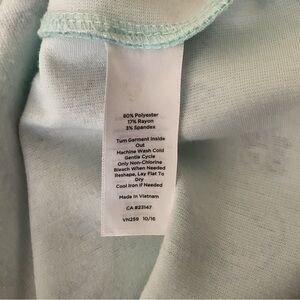 80% Polyester
17% Rayon
3% Spandex
Turn Garment Inside
Out
Machine Wash Cold
Gentle Cycle
Only Non-Chlorine
Bleach When Needed
Reshape, Lay Flat To
Dry
Cool Iron If Needed
Made In Vietnam
CA #23147
VN259 10/16